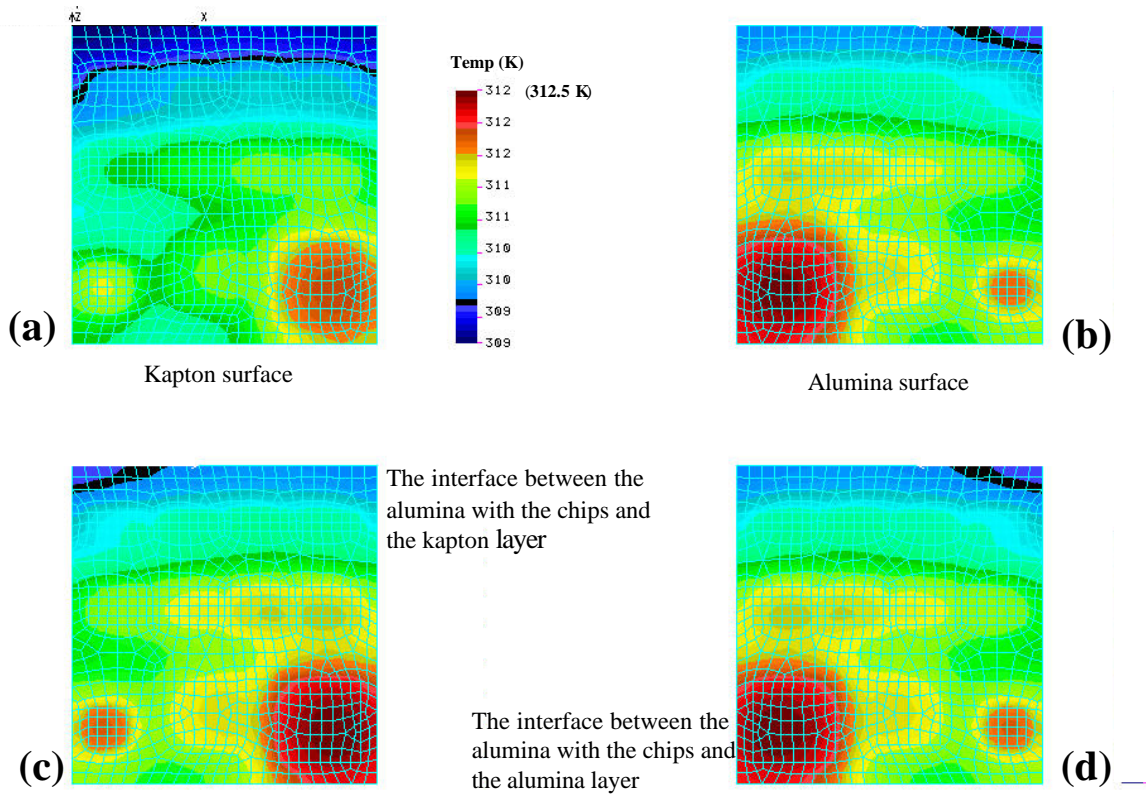 Z X
Temp (K)
312 (312.5 K)
312
312
311
311
310
310
309
309
(a)
(b)
Kapton surface
Alumina surface
The interface between the
alumina with the chips and
the kapton layer
The interface between the
alumina with the chips and
the alumina layer
(c)
(d)